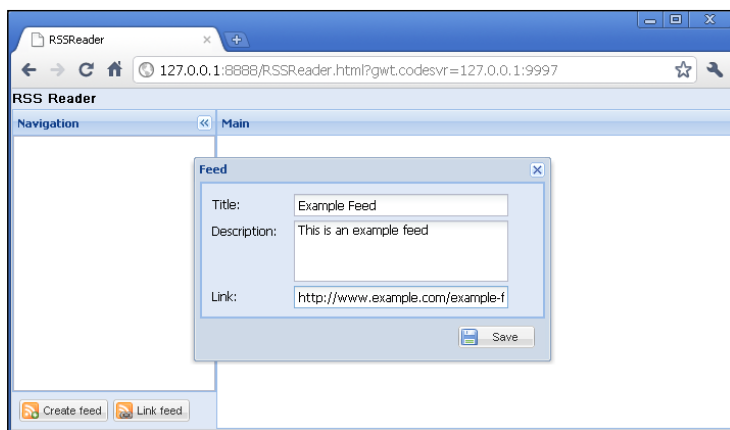 RSSReader
127.0.0.1:8888/RSSReader.html?gwt.codesvr=127.0.0.1:9997
RSS Reader
Navigation
Main
Feed
Title:
Example Feed
Description:
This is an example feed
Link:
http://www.example.com/example-f
Save
Create feed
Link feed